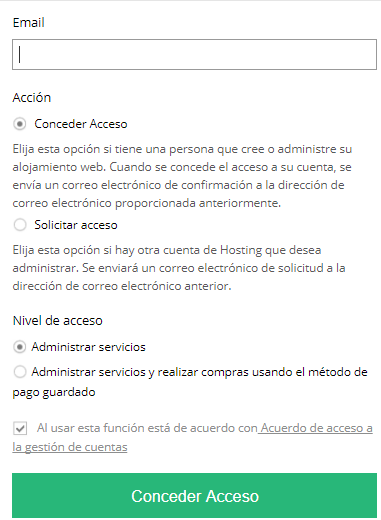 Email
Acción
Conceder Acceso
Elija esta opción si tiene una persona que cree o administre su
alojamiento web. Cuando se concede el acceso a su cuenta, se
envía un correo electrónico de confirmación a la dirección de
correo electrónico proporcionada anteriormente.
Solicitar acceso
Elija esta opción si hay otra cuenta de Hosting que desea
administrar. Se enviará un correo electrónico de solicitud a la
dirección de correo electrónico anterior.
Nivel de acceso
Administrar servicios
Administrar servicios y realizar compras usando el método de
pago guardado
Al usar esta función está de acuerdo con Acuerdo de acceso a
la gestión de cuentas
Conceder Acceso